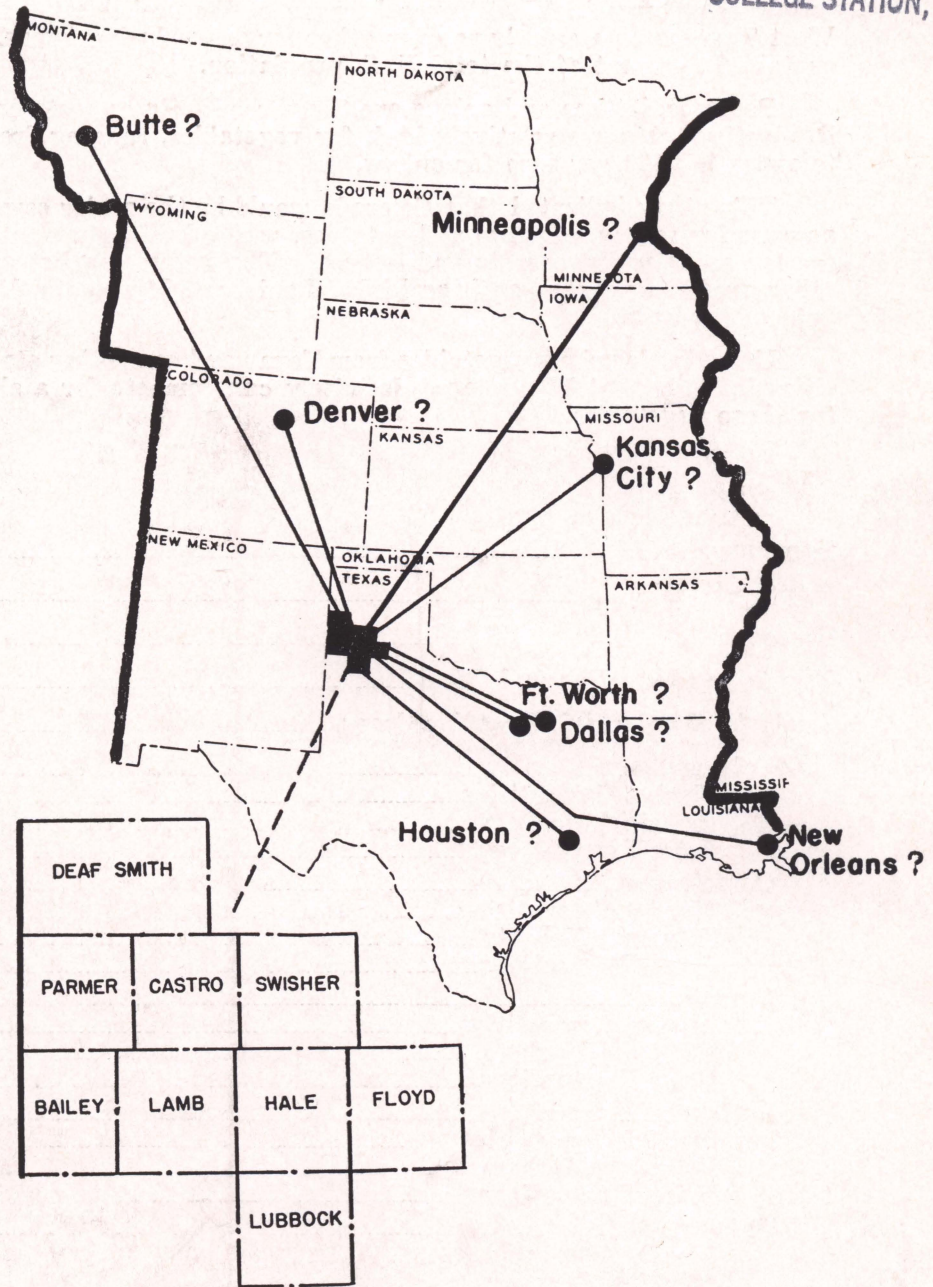 COLLEGE STATION,
MONTANA
NORTH DAKOTA
Butte ?
SOUTH DAKOTA
WYOMING
Minneapolis ?
MINNESOTA
IOWA
NEBRASKA
COLORADO
Denver ?
MISSOURI
KANSAS
Kansas
City ?
NEW MEXICO
OKLAHOMA
TEXAS
ARKANSAS
Ft. Worth ?
Dallas ?
MISSISSIP
LOUISIANA
Houston ?
New
Orleans ?
DEAF SMITH
PARMER
CASTRO
SWISHER
BAILEY
LAMB
HALE
FLOYD
LUBBOCK